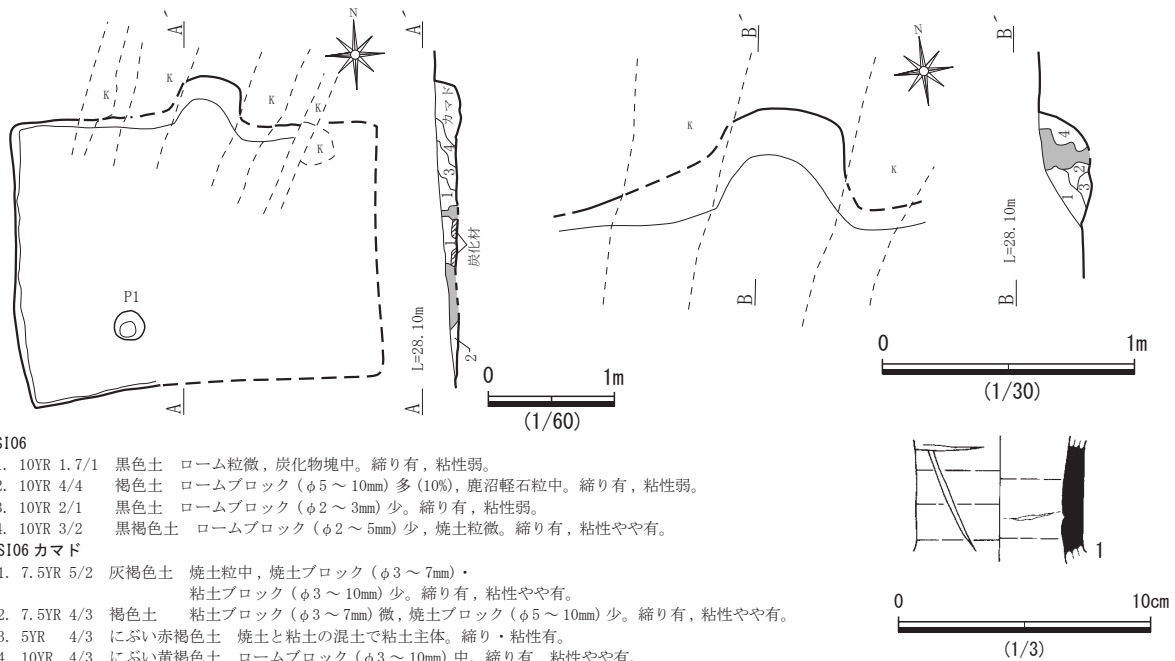 A
A′
N
K
K
K
K
K
P1
A
A′
カマド
4
3
1
1
炭化材
2
L=28.10m
A
0 1m
(1/60)
B′
N
K
K
B
B′
4
2
3
1
L=28.10m
B
0 1m
(1/30)
SI06
1. 10YR 1.7/1 黒色土 ローム粒微,炭化物塊中。締り有,粘性弱。
2. 10YR 4/4 褐色土 ロームブロック(φ5～10mm)多(10%),鹿沼軽石粒中。締り有,粘性弱。
3. 10YR 2/1 黒色土 ロームブロック(φ2～3mm)少。締り有,粘性弱。
4. 10YR 3/2 黒褐色土 ロームブロック(φ2～5mm)少,焼土粒微。締り有,粘性やや有。
SI06 カマド
1. 7.5YR 5/2 灰褐色土 焼土粒中,焼土ブロック(φ3～7mm)・
粘土ブロック(φ3～10mm)少。締り有,粘性やや有。
2. 7.5YR 4/3 褐色土 粘土ブロック(φ3～7mm)微,焼土ブロック(φ5～10mm)少。締り有,粘性やや有。
3. 5YR 4/3 にぶい赤褐色土 焼土と粘土の混土で粘土主体。締り・粘性有。
4. 10YR 4/3 にぶい黄褐色土 ロームブロック(φ3～10mm)中。締り有,粘性やや有。
1
0 10cm
(1/3)